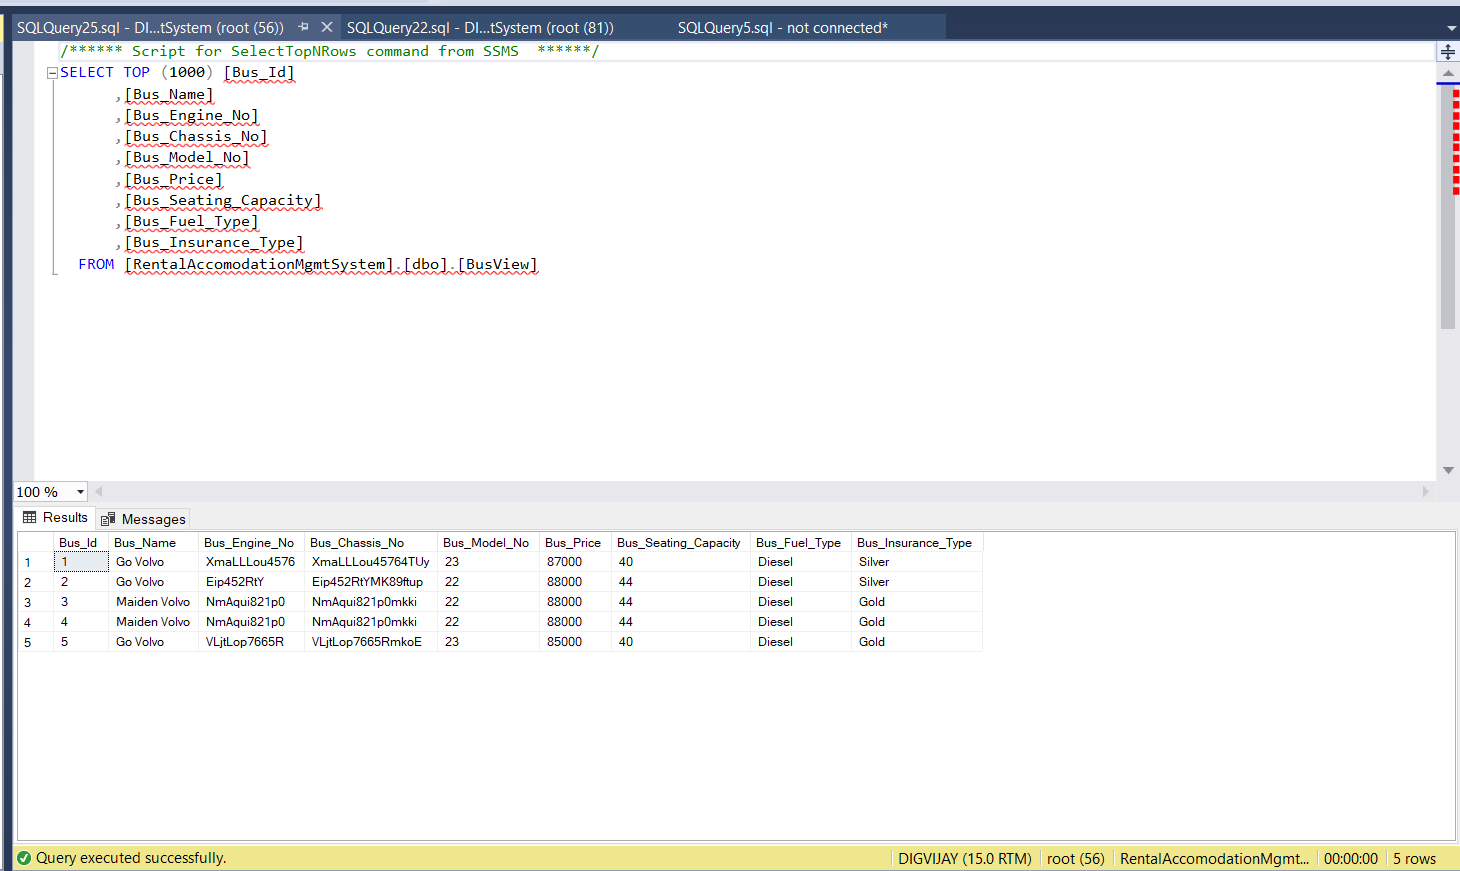 SQLQuery25.sql - DI...tSystem (root (56)) SQLQuery22.sql - DI...tSystem (root (81)) SQLQuery5.sql - not connected*
/****** Script for SelectTopNRows command from SSMS  ******/
SELECT TOP (1000) [Bus_Id]
,[Bus_Name]
,[Bus_Engine_No]
,[Bus_Chassis_No]
,[Bus_Model_No]
,[Bus_Price]
,[Bus_Seating_Capacity]
,[Bus_Fuel_Type]
,[Bus_Insurance_Type]
FROM [RentalAccomodationMgmtSystem].[dbo].[BusView]
100 %
Results Messages
Bus_Id Bus_Name Bus_Engine_No Bus_Chassis_No Bus_Model_No Bus_Price Bus_Seating_Capacity Bus_Fuel_Type Bus_Insurance_Type
1 1 Go Volvo XmaLLLou4576 XmaLLLou45764TUy 23 87000 40 Diesel Silver
2 2 Go Volvo Eip452RtY Eip452RtYMK89ftup 22 88000 44 Diesel Silver
3 3 Maiden Volvo NmAqui821p0 NmAqui821p0mkki 22 88000 44 Diesel Gold
4 4 Maiden Volvo NmAqui821p0 NmAqui821p0mkki 22 88000 44 Diesel Gold
5 5 Go Volvo VLjtLop7665R VLjtLop7665RmkoE 23 85000 40 Diesel Gold
Query executed successfully. DIGVIJAY (15.0 RTM) root (56) RentalAccomodationMgmt... 00:00:00 5 rows